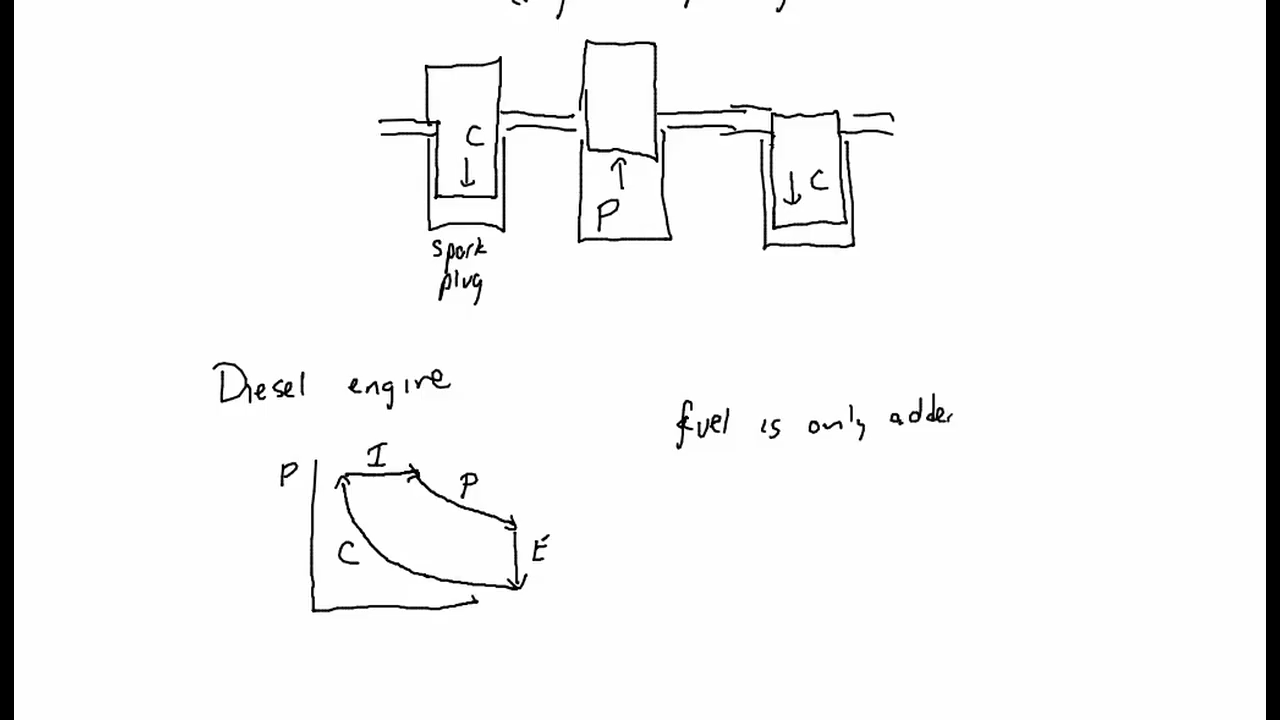 C
P
C
spark
plug
Diesel engine
fuel is only adde
P
I
P
C
E